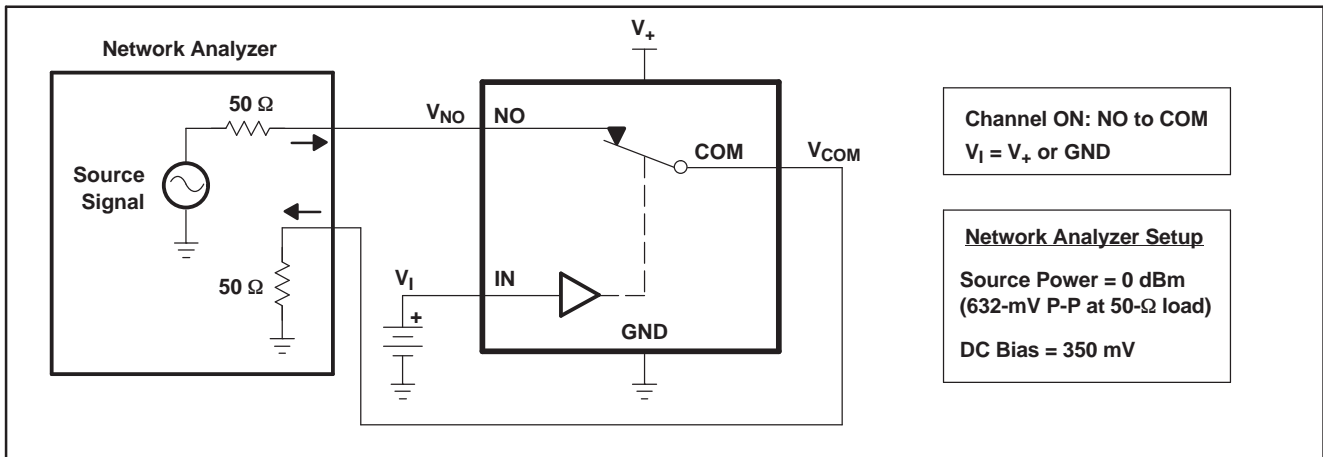 V+
Network Analyzer
50 Ω
VNO
NO
COM
VCOM
Source
Signal
50 Ω
VI
IN
+
GND
Channel ON: NO to COM
VI = V+ or GND
Network Analyzer Setup
Source Power = 0 dBm
(632-mV P-P at 50-Ω load)
DC Bias = 350 mV